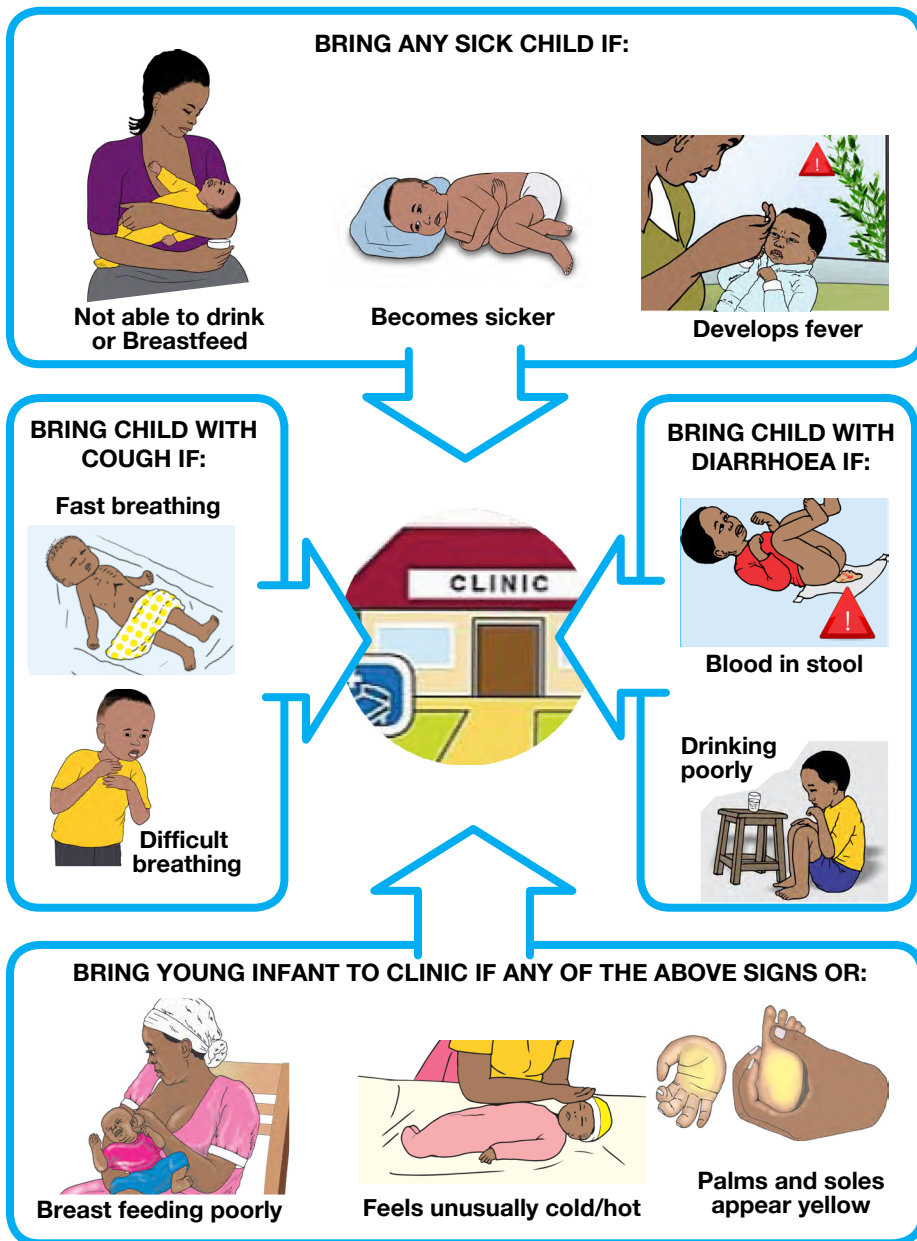 BRING ANY SICK CHILD IF:
Not able to drink
or Breastfeed
Becomes sicker
Develops fever
BRING CHILD WITH
COUGH IF:
Fast breathing
Difficult
breathing
CLINIC
BRING CHILD WITH
DIARRHOEA IF:
!
Blood in stool
Drinking
poorly
BRING YOUNG INFANT TO CLINIC IF ANY OF THE ABOVE SIGNS OR:
Breast feeding poorly
Feels unusually cold/hot
Palms and soles
appear yellow